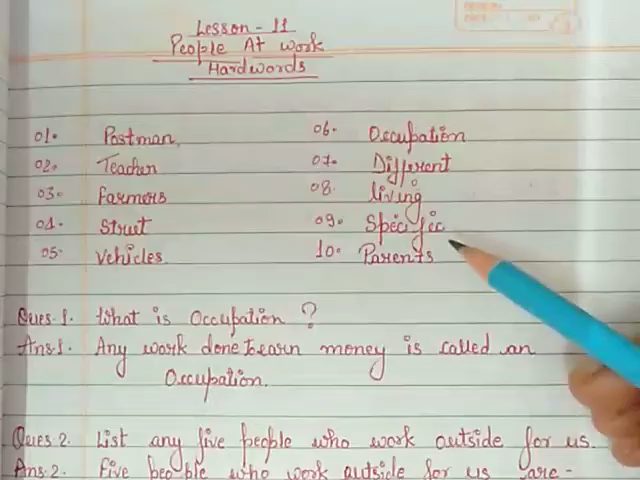 Lesson - 11
People At work
Hardwords
01. Postman.
02. Teacher
03. Farmers
04. Street
05. Vehicles.
06. Occupation
07. Different
08. living
09. Specific
10. Parents
Ques.1. What is Occupation ?
Ans.1. Any work done to earn money is called an
Occupation.
Ques 2. List any five people who work outside for us.
Ans.2. Five people who work outside for us are-